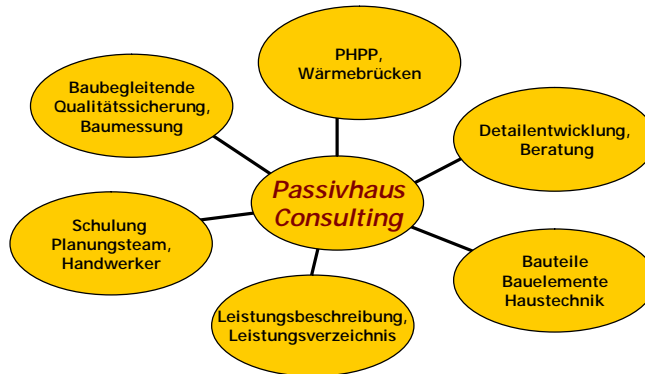 PHPP,
Wärmebrücken
Baubegleitende
Qualitätssicherung,
Baumessung
Detailentwicklung,
Beratung
Passivhaus
Consulting
Schulung
Planungsteam,
Handwerker
Bauteile
Bauelemente
Haustechnik
Leistungsbeschreibung,
Leistungsverzeichnis